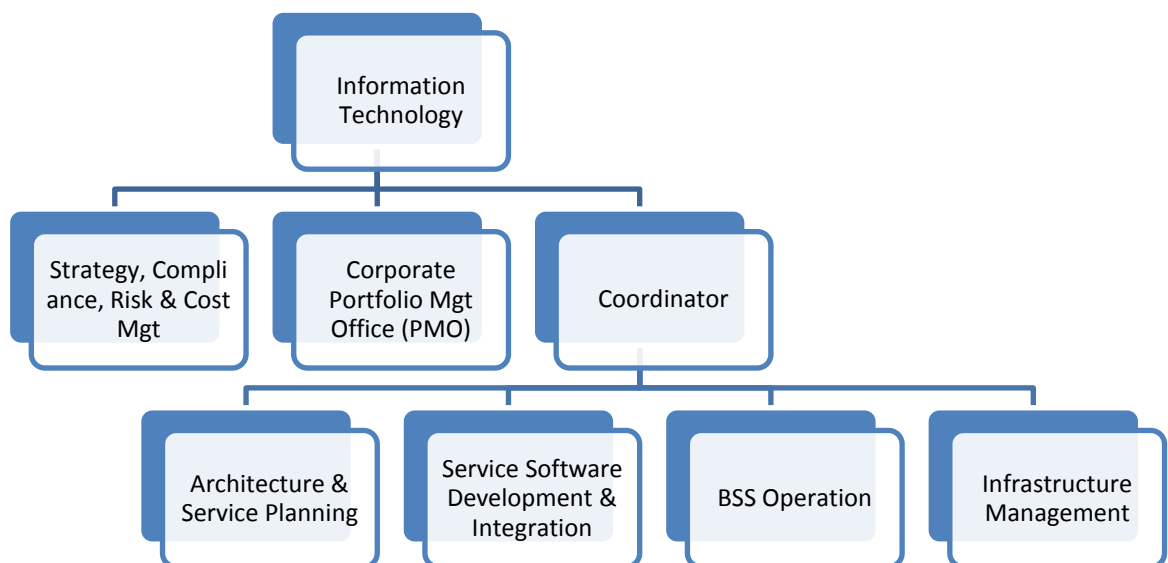 Information
Technology
Strategy, Compli
ance, Risk & Cost
Mgt
Corporate
Portfolio Mgt
Office (PMO)
Coordinator
Architecture &
Service Planning
Service Software
Development &
Integration
BSS Operation
Infrastructure
Management